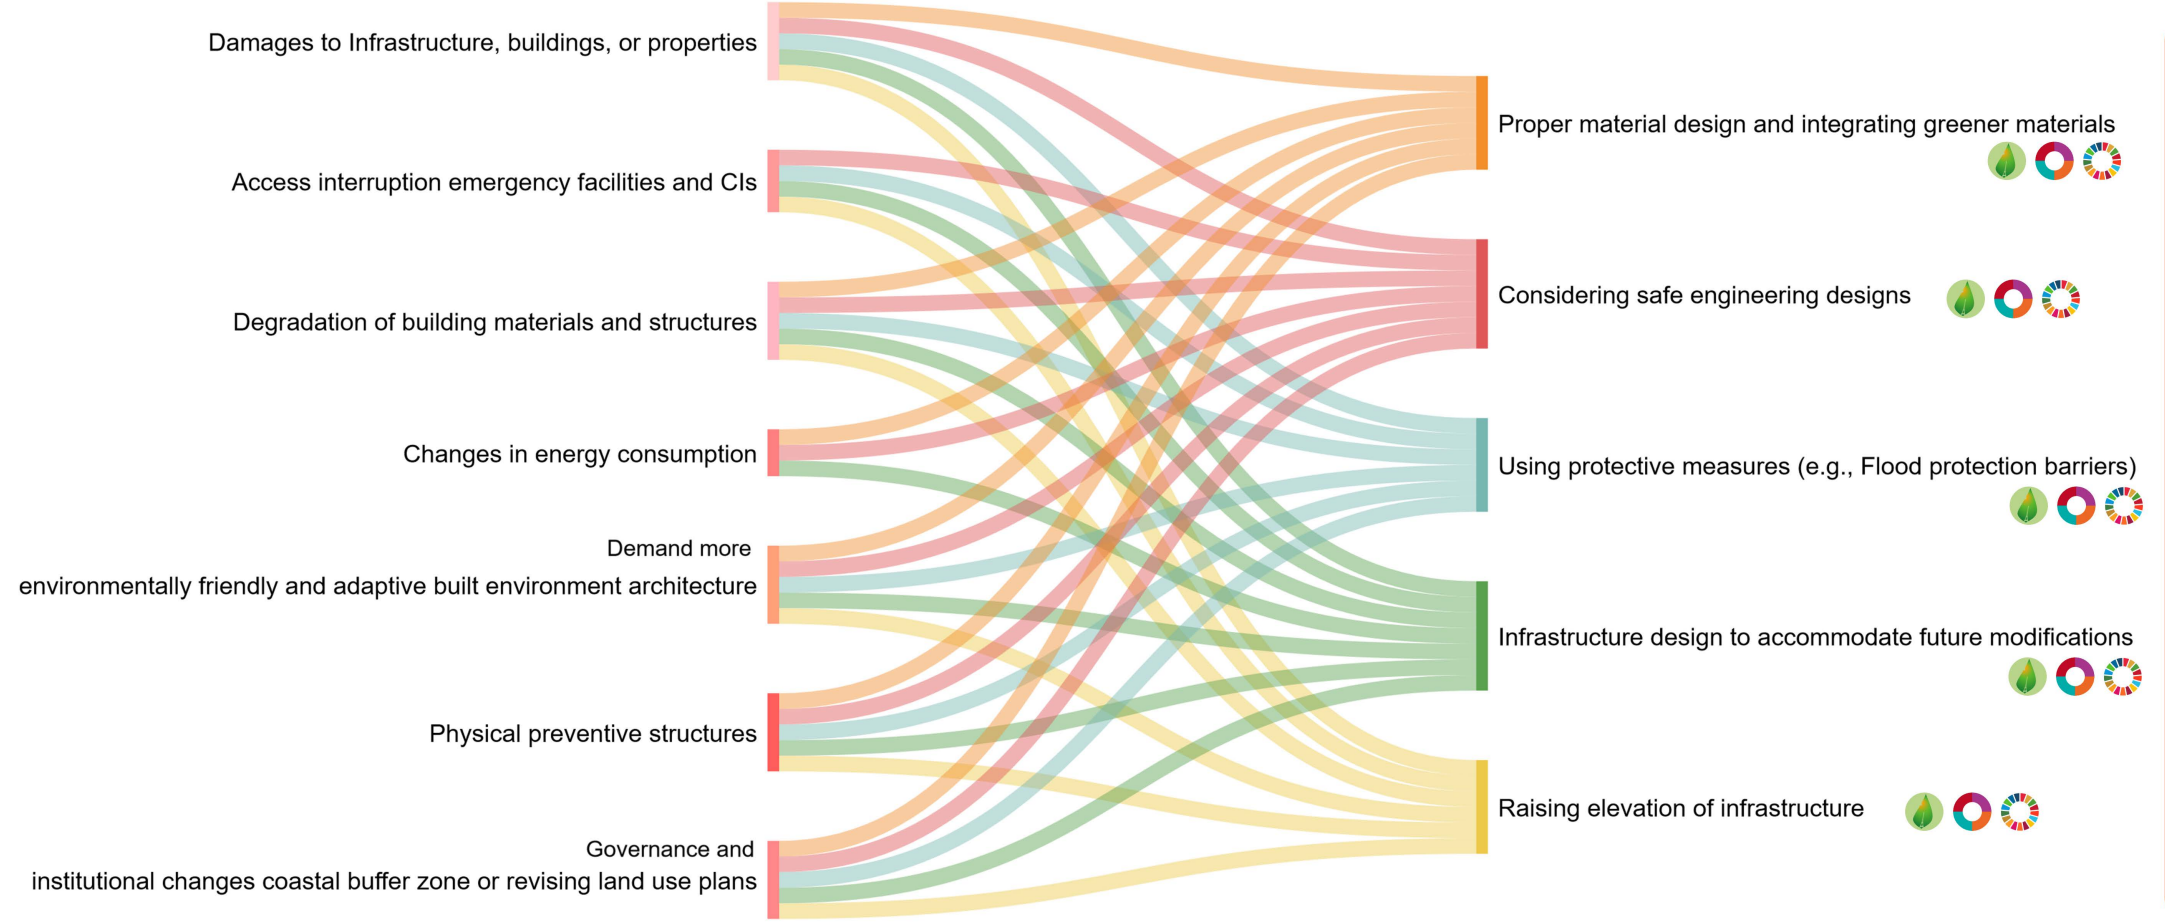 Damages to Infrastructure, buildings, or properties
Access interruption emergency facilities and CIs
Degradation of building materials and structures
Changes in energy consumption
Demand more
environmentally friendly and adaptive built environment architecture
Physical preventive structures
Governance and
institutional changes coastal buffer zone or revising land use plans
Proper material design and integrating greener materials
Considering safe engineering designs
Using protective measures (e.g., Flood protection barriers)
Infrastructure design to accommodate future modifications
Raising elevation of infrastructure